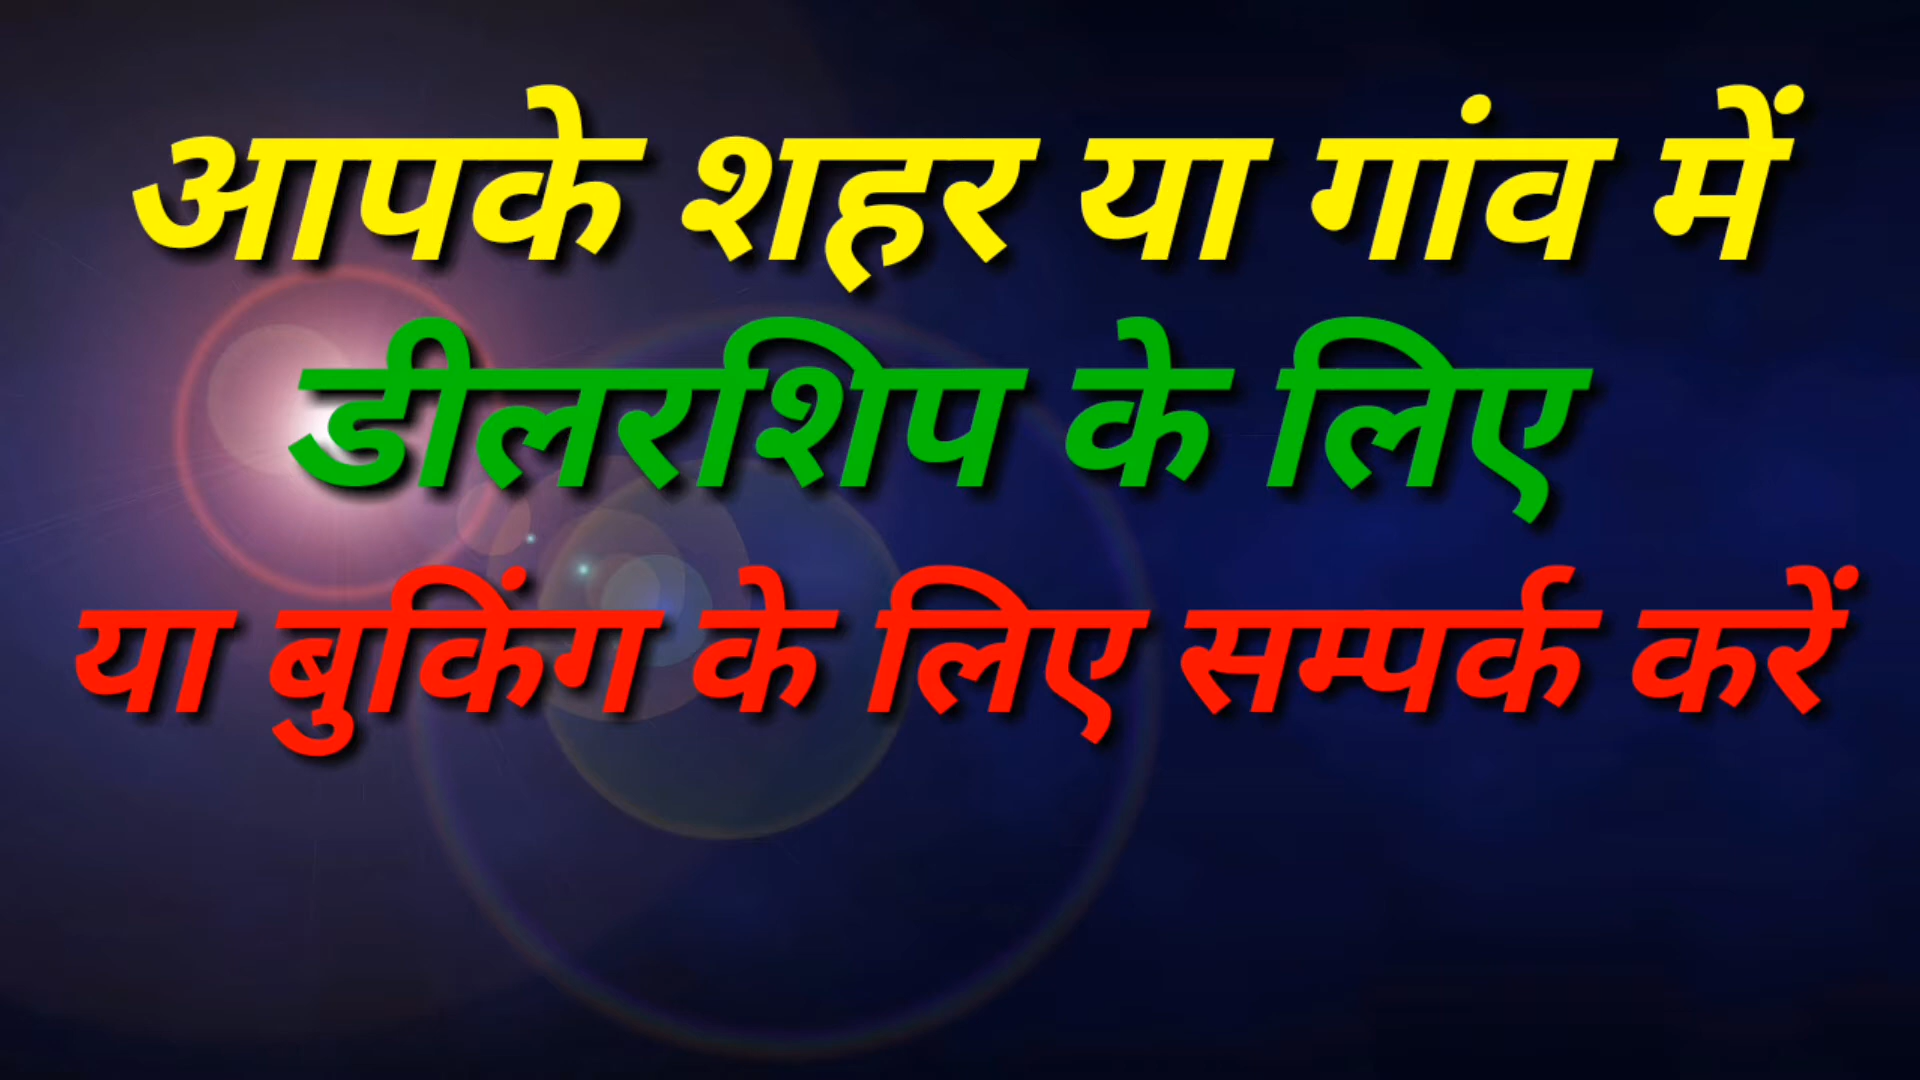 आपके शहर या गांव में
डीलरशिप के लिए
या बुकिंग के लिए सम्पर्क करें